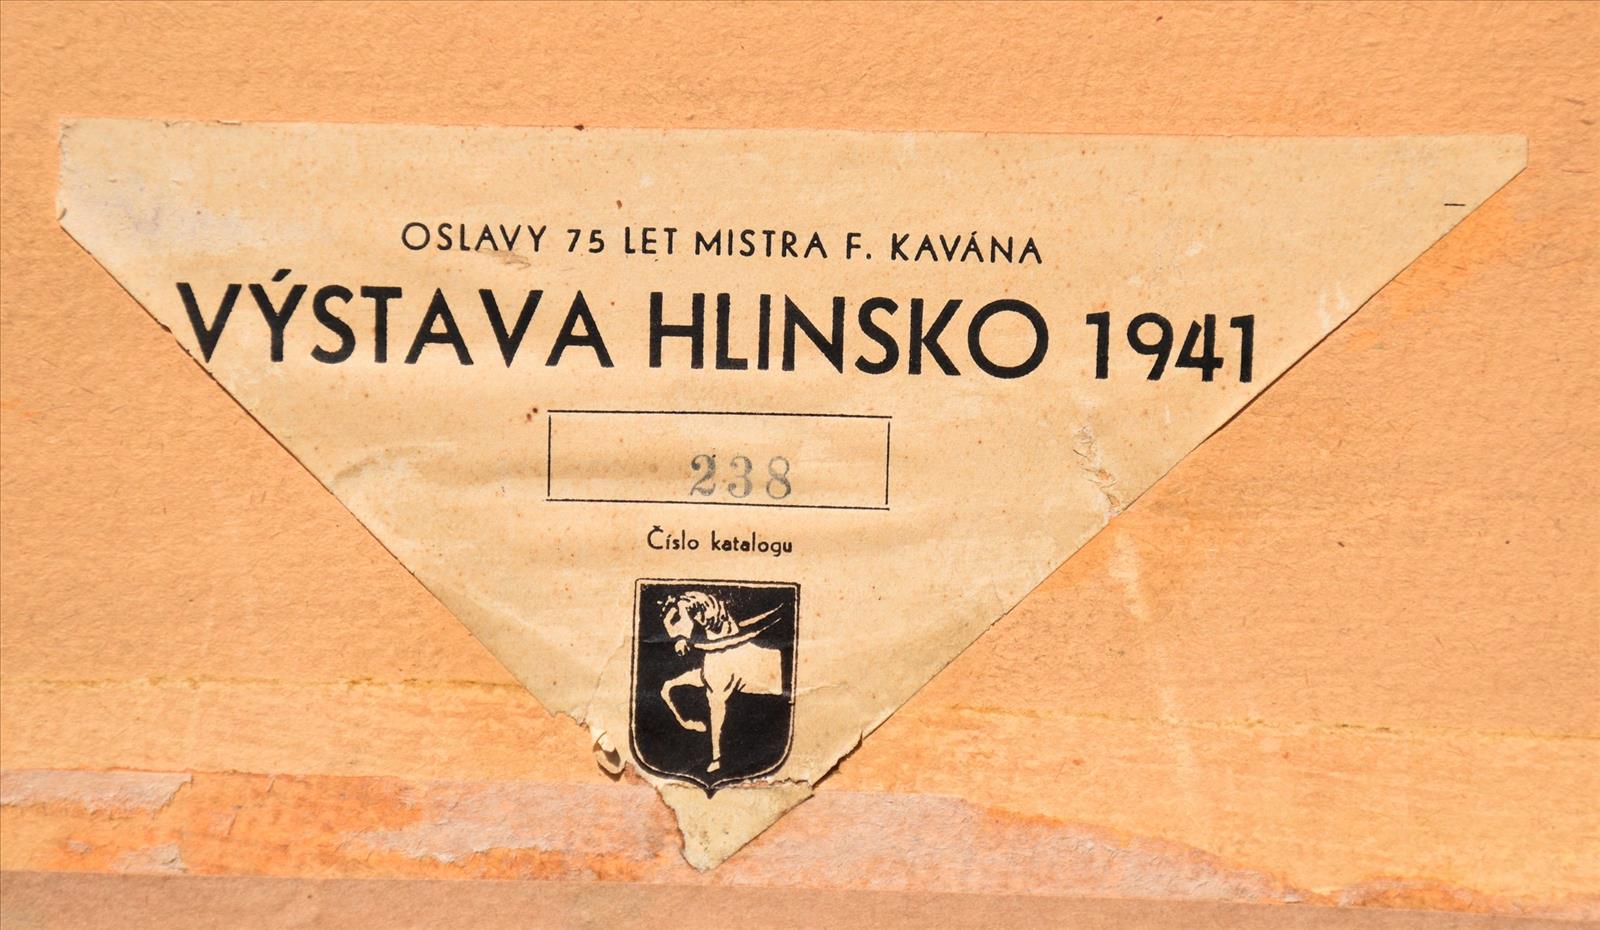 OSLAVY 75 LET MISTRA F. KAVÁNA
VÝSTAVA HLINSKO 1941
238
Číslo katalogu